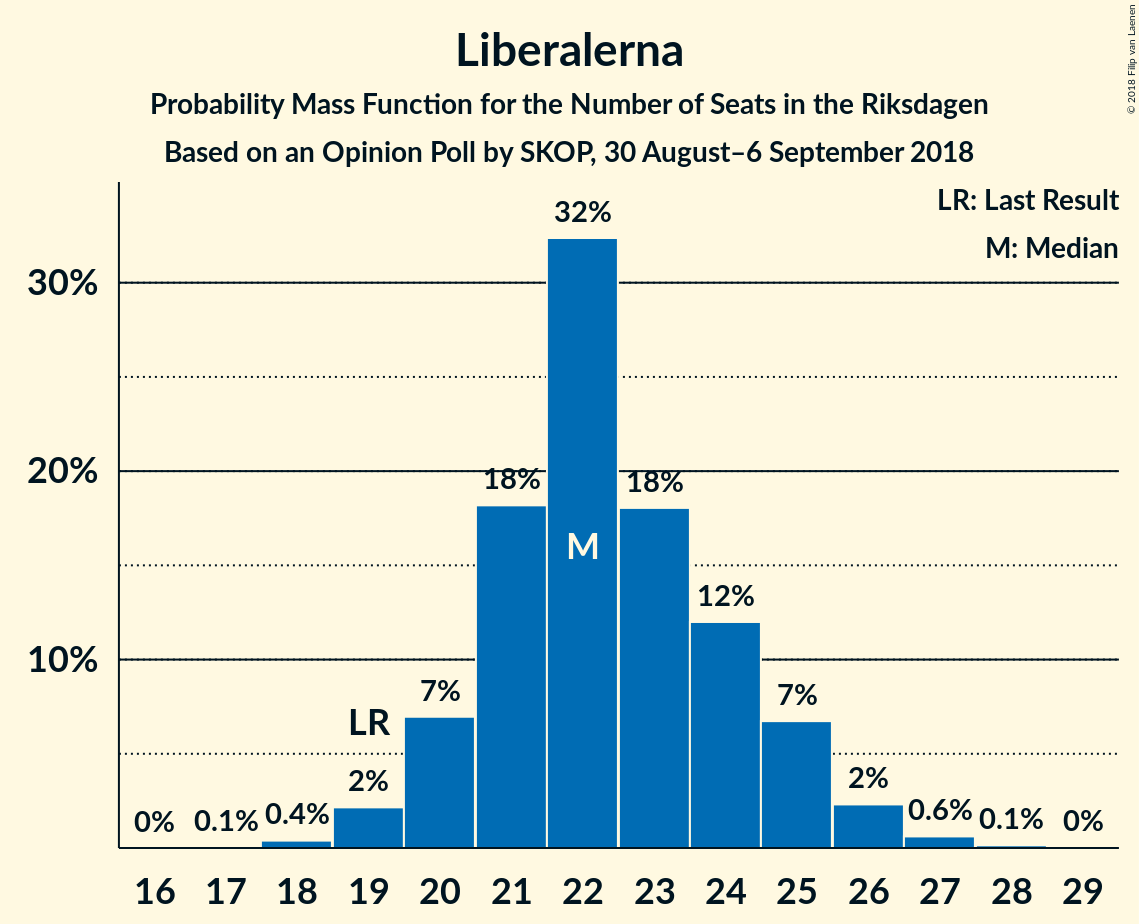 © 2018 Filip van Laenen
Liberalerna
Probability Mass Function for the Number of Seats in the Riksdagen
Based on an Opinion Poll by SKOP, 30 August–6 September 2018
LR: Last Result
M: Median
32%
30%
20%
18%
18%
M
12%
10%
7%
7%
LR
2%
2%
0%
0.1%
0.4%
0.6%
0.1%
0%
16 17 18 19 20 21 22 23 24 25 26 27 28 29